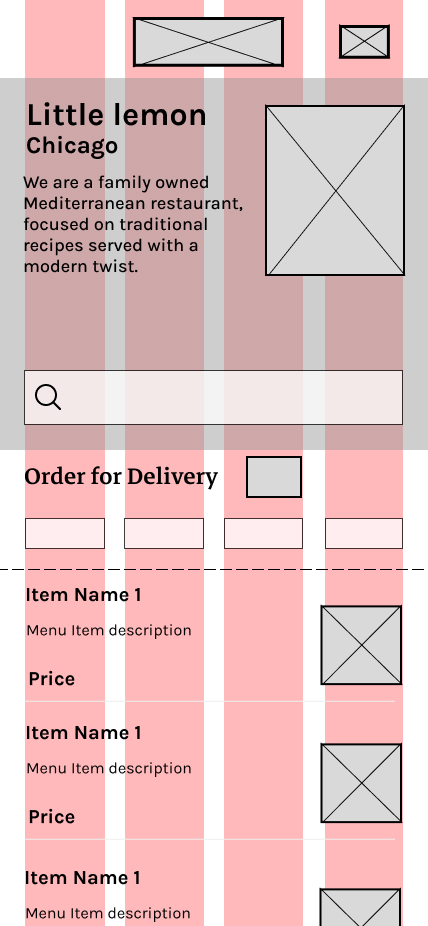 Little lemon
Chicago
We are a family owned
Mediterranean restaurant,
focused on traditional
recipes served with a
modern twist.
Order for Delivery
Item Name 1
Menu Item description
Price
Item Name 1
Menu Item description
Price
Item Name 1
Menu Item description